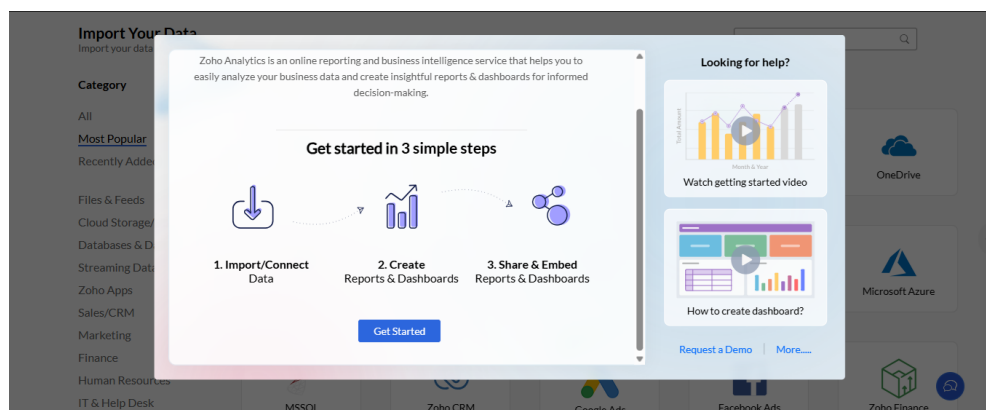 Import Your Data
Import your data
Category
All
Most Popular
Recently Added
Files & Feeds
Cloud Storage/
Databases & D
Streaming Data
Zoho Apps
Sales/CRM
Marketing
Finance
Human Resources
IT & Help Desk
Zoho Analytics is an online reporting and business intelligence service that helps you to
easily analyze your business data and create insightful reports & dashboards for informed
decision-making.
Get started in 3 simple steps
1. Import/Connect
Data
2. Create
Reports & Dashboards
3. Share & Embed
Reports & Dashboards
Get Started
Looking for help?
Total Amount
Month & Year
Watch getting started video
How to create dashboard?
Request a Demo
More.....
OneDrive
Microsoft Azure
MSSQL
Zoho CRM
Google Ads
Facebook Ads
Zoho Finance